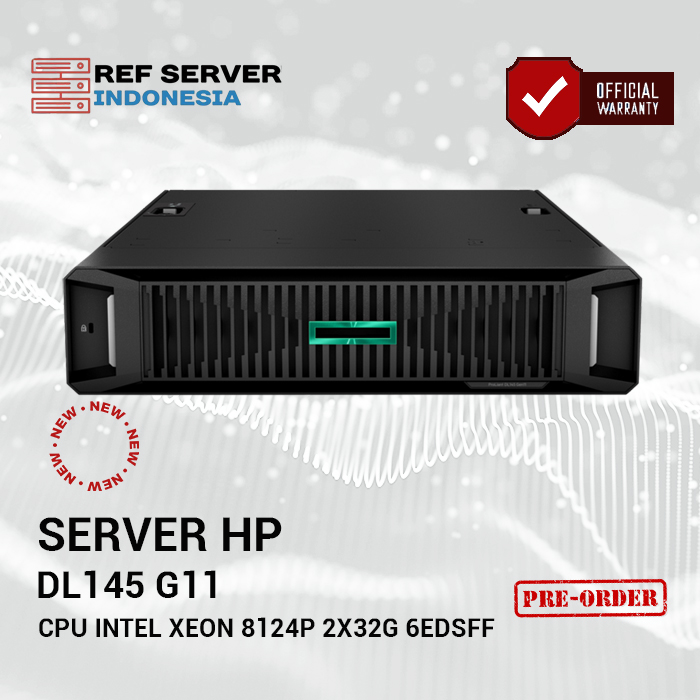 REF SERVER
INDONESIA
OFFICIAL
WARRANTY
NEW • NEW • NEW • NEW • NEW •
SERVER HP
DL145 G11
PRE-ORDER
CPU INTEL XEON 8124P 2X32G 6EDSFF